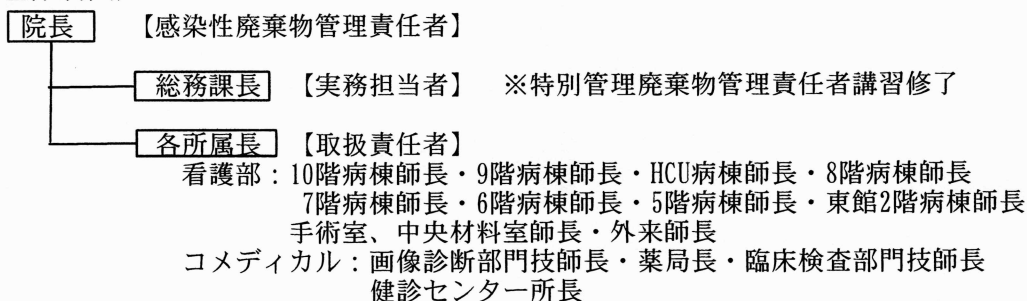 院長 【感染性廃棄物管理責任者】
総務課長 【実務担当者】 ※特別管理廃棄物管理責任者講習修了
各所属長 【取扱責任者】
看護部：10階病棟師長・9階病棟師長・HCU病棟師長・8階病棟師長
7階病棟師長・6階病棟師長・5階病棟師長・東館2階病棟師長
手術室、中央材料室師長・外来師長
コメディカル：画像診断部門技師長・薬局長・臨床検査部門技師長
健診センター所長